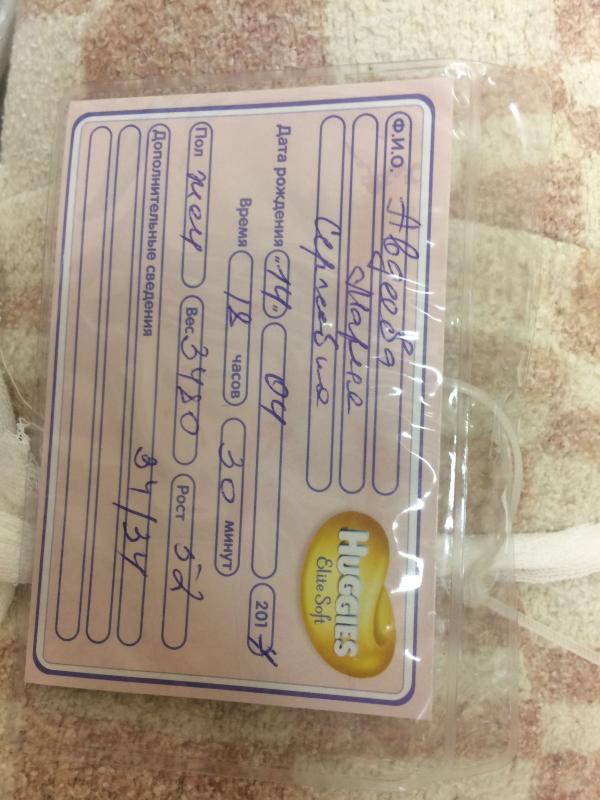 Ф.И.О. Авдеева
Мария
Сергеевна
HUGGIES
Elite Soft
Дата рождения „14” 04 201
Время 18 часов 30 минут
Пол жен Вес 3480 Рост 52
Дополнительные сведения
34/34